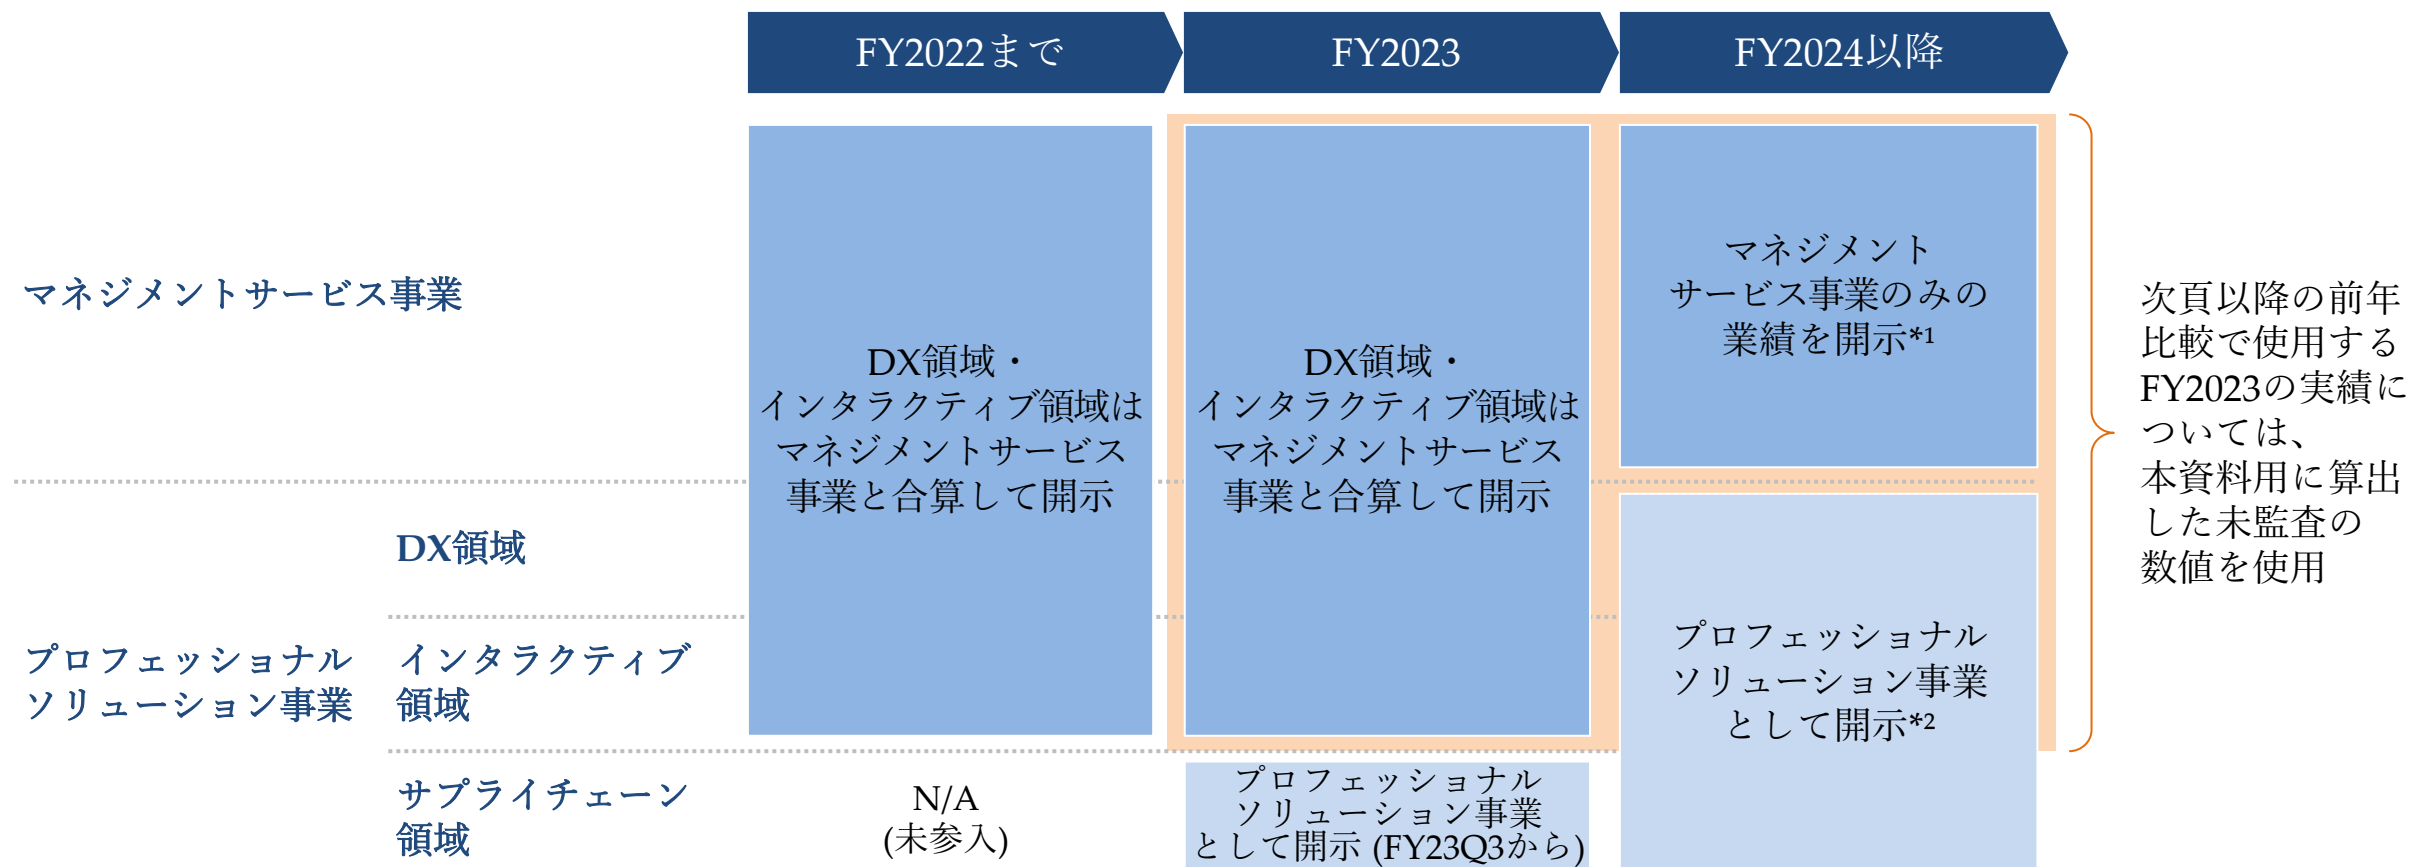 FY2022まで
FY2023
FY2024以降
マネジメントサービス事業
DX領域・
インタラクティブ領域は
マネジメントサービス
事業と合算して開示
DX領域・
インタラクティブ領域は
マネジメントサービス
事業と合算して開示
マネジメント
サービス事業のみの
業績を開示*1
次頁以降の前年
比較で使用する
FY2023の実績に
ついては、
本資料用に算出
した未監査の
数値を使用
プロフェッショナル
ソリューション事業
DX領域
インタラクティブ
領域
サプライチェーン
領域
N/A
(未参入)
プロフェッショナル
ソリューション事業
として開示 (FY23Q3から)
プロフェッショナル
ソリューション事業
として開示*2